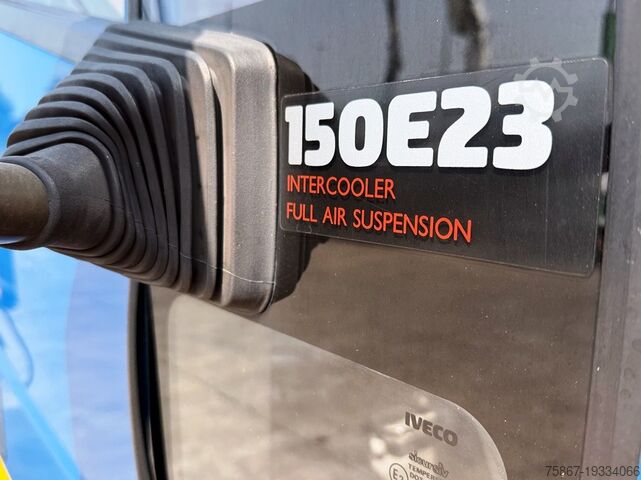 150E23
INTERCOOLER
FULL AIR SUSPENSION
IVECO
75867-19334066